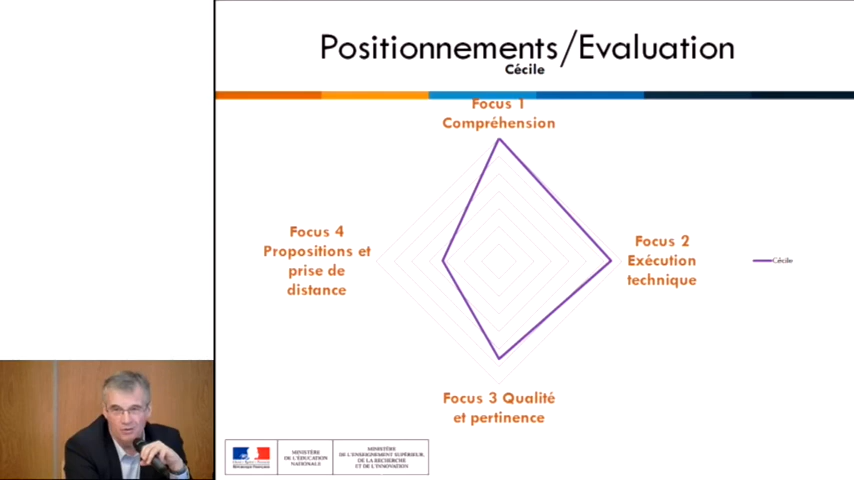 Positionnements/Evaluation
Cécile
Focus 1
Compréhension
Focus 4
Propositions et
prise de
distance
Focus 2
Exécution
technique
Cécile
Focus 3 Qualité
et pertinence
MINISTÈRE
DE L'ÉDUCATION
NATIONALE
MINISTÈRE
DE L'ENSEIGNEMENT SUPÉRIEUR,
DE LA RECHERCHE
ET DE L'INNOVATION